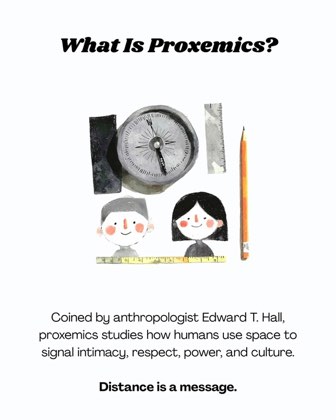 What Is Proxemics?
Coined by anthropologist Edward T. Hall,
proxemics studies how humans use space to
signal intimacy, respect, power, and culture.
Distance is a message.